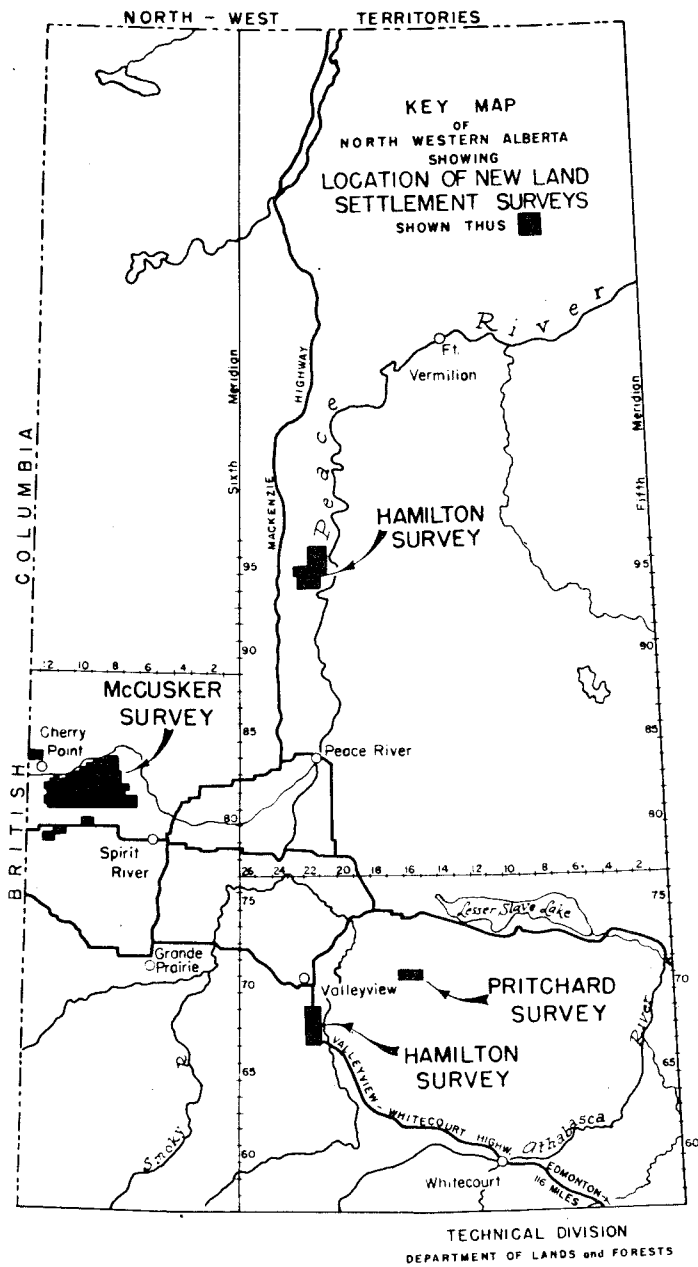 NORTH - WEST TERRITORIES
KEY MAP
OF
NORTH WESTERN ALBERTA
SHOWING
LOCATION OF NEW LAND
SETTLEMENT SURVEYS
SHOWN THUS
Peace River
Ft.
Vermilion
Sixth Meridian
MACKENZIE HIGHWAY
Fifth Meridian
BRITISH COLUMBIA
HAMILTON
SURVEY
95
95
90
90
12 10 8 6 4 2
McCUSKER
SURVEY
Cherry
Point
85
85
Peace River
80
80
Spirit
River
26 24 22 20 18 16 14 12 10 8 6 4 2
75
75
Lesser Slave Lake
Grande
Prairie
70
70
Valleyview
PRITCHARD
SURVEY
HAMILTON
SURVEY
VALLEYVIEW - WHITECOURT HIGHW.
65
65
Smoky R
Athabasca River
60
60
Whitecourt
EDMONTON
116 MILES
TECHNICAL DIVISION
DEPARTMENT OF LANDS and FORESTS